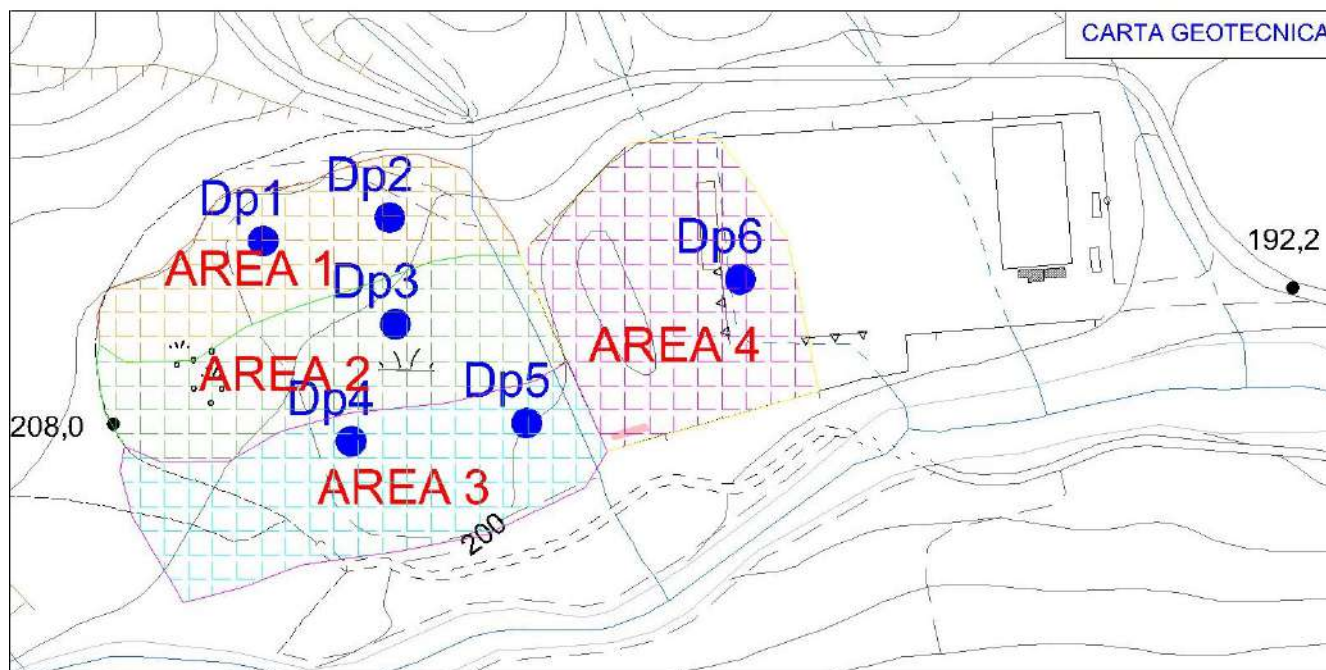 CARTA GEOTECNICA
Dp2
Dp1
Dp6
192,2
AREA 1
Dp3
AREA 4
AREA 2
Dp5
Dp4
208,0
AREA 3
200